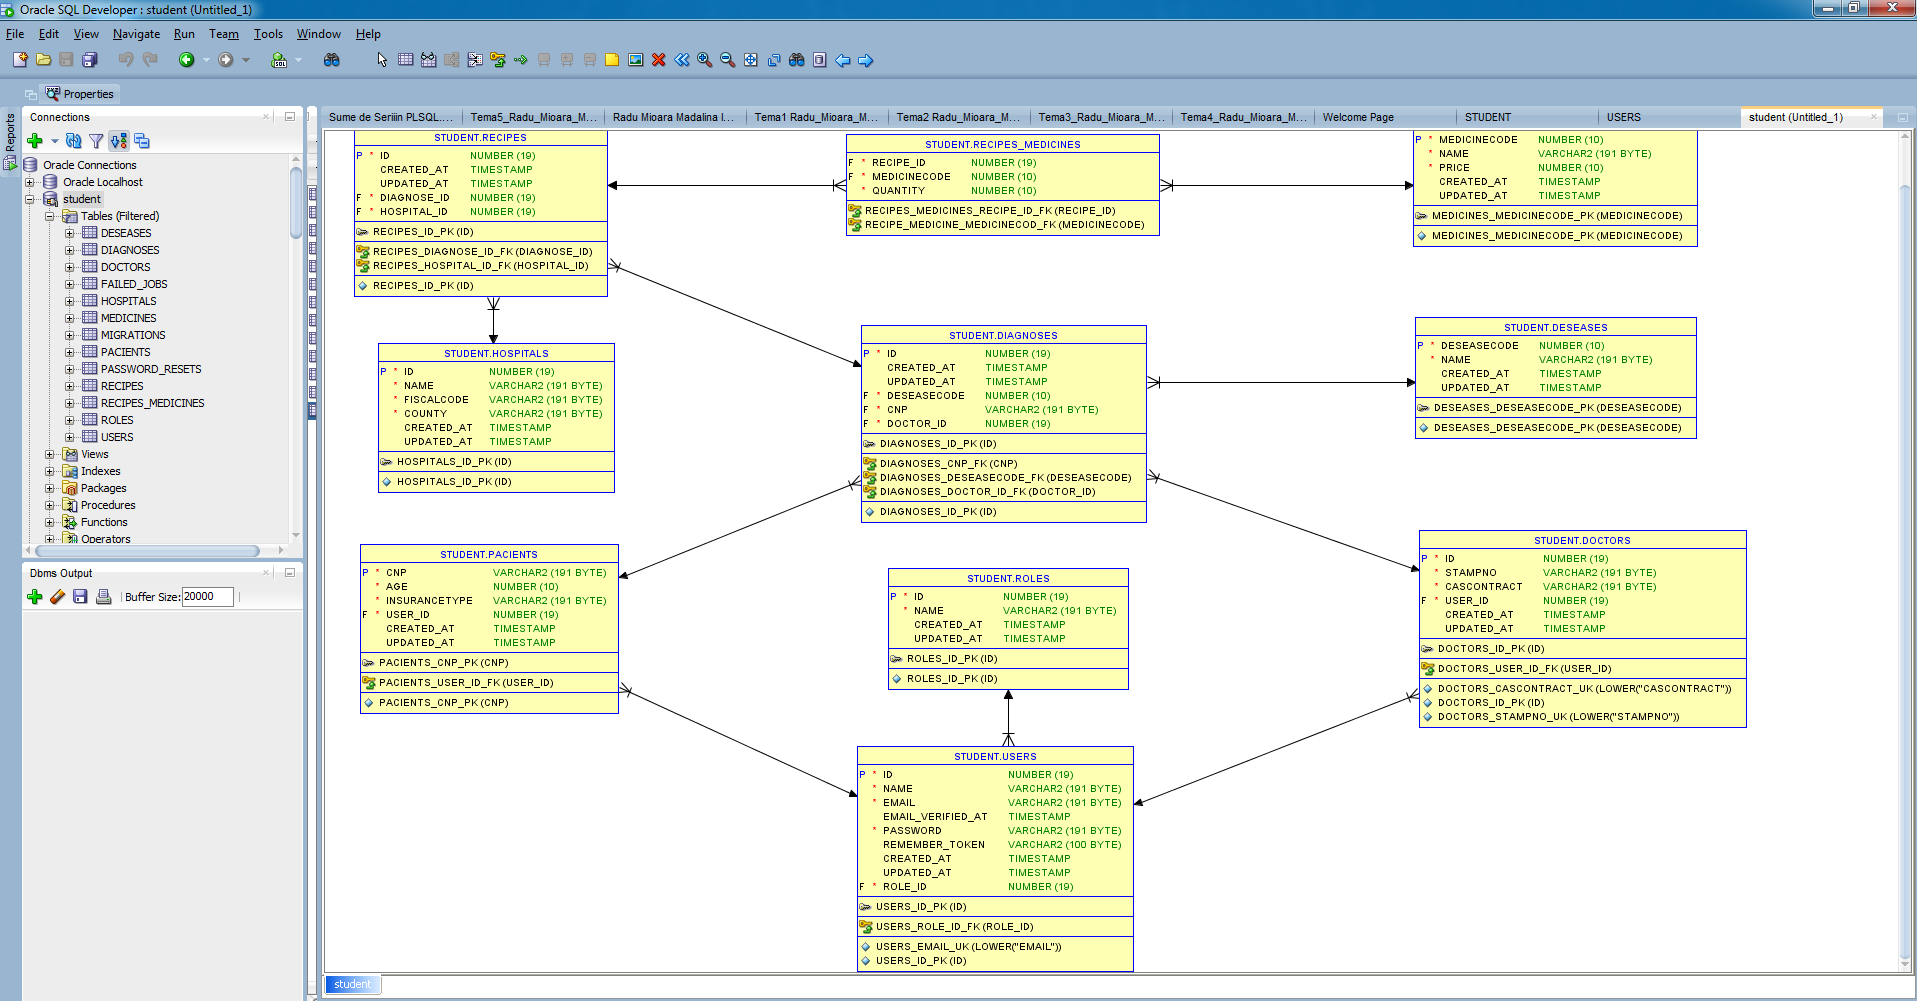 Oracle SQL Developer : student (Untitled_1)
File Edit View Navigate Run Team Tools Window Help
Properties
Reports
Connections
Oracle Connections
Oracle Localhost
student
Tables (Filtered)
DESEASES
DIAGNOSES
DOCTORS
FAILED_JOBS
HOSPITALS
MEDICINES
MIGRATIONS
PACIENTS
PASSWORD_RESETS
RECIPES
RECIPES_MEDICINES
ROLES
USERS
Views
Indexes
Packages
Procedures
Functions
Operators
Dbms Output
Buffer Size: 20000
Sume de Seriiin PLSQL.... Tema5_Radu_Mioara_M... Radu Mioara Madalina I... Tema1 Radu_Mioara_M... Tema2 Radu_Mioara_M... Tema3_Radu_Mioara_M... Tema4_Radu_Mioara_M... Welcome Page STUDENT USERS student (Untitled_1)
STUDENT.RECIPES
P * ID NUMBER (19)
CREATED_AT TIMESTAMP
UPDATED_AT TIMESTAMP
F * DIAGNOSE_ID NUMBER (19)
F * HOSPITAL_ID NUMBER (19)
RECIPES_ID_PK (ID)
RECIPES_DIAGNOSE_ID_FK (DIAGNOSE_ID)
RECIPES_HOSPITAL_ID_FK (HOSPITAL_ID)
RECIPES_ID_PK (ID)
STUDENT.RECIPES_MEDICINES
F * RECIPE_ID NUMBER (19)
F * MEDICINECODE NUMBER (10)
* QUANTITY NUMBER (10)
RECIPES_MEDICINES_RECIPE_ID_FK (RECIPE_ID)
RECIPE_MEDICINE_MEDICINECOD_FK (MEDICINECODE)
P * MEDICINECODE NUMBER (10)
* NAME VARCHAR2 (191 BYTE)
* PRICE NUMBER (10)
CREATED_AT TIMESTAMP
UPDATED_AT TIMESTAMP
MEDICINES_MEDICINECODE_PK (MEDICINECODE)
MEDICINES_MEDICINECODE_PK (MEDICINECODE)
STUDENT.HOSPITALS
P * ID NUMBER (19)
* NAME VARCHAR2 (191 BYTE)
* FISCALCODE VARCHAR2 (191 BYTE)
* COUNTY VARCHAR2 (191 BYTE)
CREATED_AT TIMESTAMP
UPDATED_AT TIMESTAMP
HOSPITALS_ID_PK (ID)
HOSPITALS_ID_PK (ID)
STUDENT.DIAGNOSES
P * ID NUMBER (19)
CREATED_AT TIMESTAMP
UPDATED_AT TIMESTAMP
F * DESEASECODE NUMBER (10)
F * CNP VARCHAR2 (191 BYTE)
F * DOCTOR_ID NUMBER (19)
DIAGNOSES_ID_PK (ID)
DIAGNOSES_CNP_FK (CNP)
DIAGNOSES_DESEASECODE_FK (DESEASECODE)
DIAGNOSES_DOCTOR_ID_FK (DOCTOR_ID)
DIAGNOSES_ID_PK (ID)
STUDENT.DESEASES
P * DESEASECODE NUMBER (10)
* NAME VARCHAR2 (191 BYTE)
CREATED_AT TIMESTAMP
UPDATED_AT TIMESTAMP
DESEASES_DESEASECODE_PK (DESEASECODE)
DESEASES_DESEASECODE_PK (DESEASECODE)
STUDENT.PACIENTS
P * CNP VARCHAR2 (191 BYTE)
* AGE NUMBER (10)
* INSURANCETYPE VARCHAR2 (191 BYTE)
F * USER_ID NUMBER (19)
CREATED_AT TIMESTAMP
UPDATED_AT TIMESTAMP
PACIENTS_CNP_PK (CNP)
PACIENTS_USER_ID_FK (USER_ID)
PACIENTS_CNP_PK (CNP)
STUDENT.ROLES
P * ID NUMBER (19)
* NAME VARCHAR2 (191 BYTE)
CREATED_AT TIMESTAMP
UPDATED_AT TIMESTAMP
ROLES_ID_PK (ID)
ROLES_ID_PK (ID)
STUDENT.DOCTORS
P * ID NUMBER (19)
* STAMPNO VARCHAR2 (191 BYTE)
* CASCONTRACT VARCHAR2 (191 BYTE)
F * USER_ID NUMBER (19)
CREATED_AT TIMESTAMP
UPDATED_AT TIMESTAMP
DOCTORS_ID_PK (ID)
DOCTORS_USER_ID_FK (USER_ID)
DOCTORS_CASCONTRACT_UK (LOWER("CASCONTRACT"))
DOCTORS_ID_PK (ID)
DOCTORS_STAMPNO_UK (LOWER("STAMPNO"))
STUDENT.USERS
P * ID NUMBER (19)
* NAME VARCHAR2 (191 BYTE)
* EMAIL VARCHAR2 (191 BYTE)
EMAIL_VERIFIED_AT TIMESTAMP
* PASSWORD VARCHAR2 (191 BYTE)
REMEMBER_TOKEN VARCHAR2 (100 BYTE)
CREATED_AT TIMESTAMP
UPDATED_AT TIMESTAMP
F * ROLE_ID NUMBER (19)
USERS_ID_PK (ID)
USERS_ROLE_ID_FK (ROLE_ID)
USERS_EMAIL_UK (LOWER("EMAIL"))
USERS_ID_PK (ID)
student